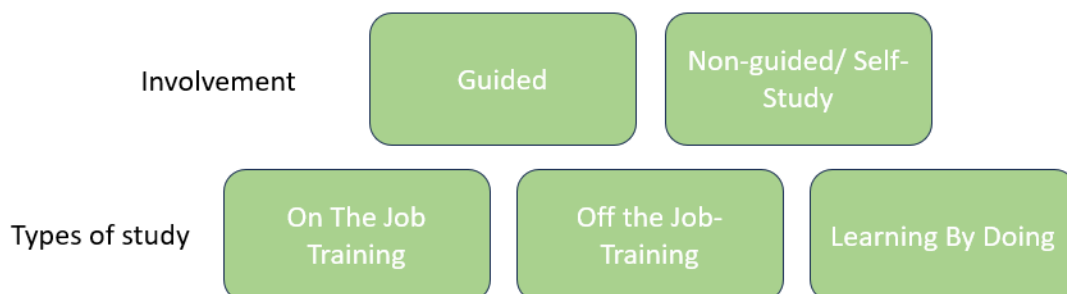 Involvement
Guided
Non-guided/ Self-
Study
Types of study
On The Job
Training
Off the Job-
Training
Learning By Doing